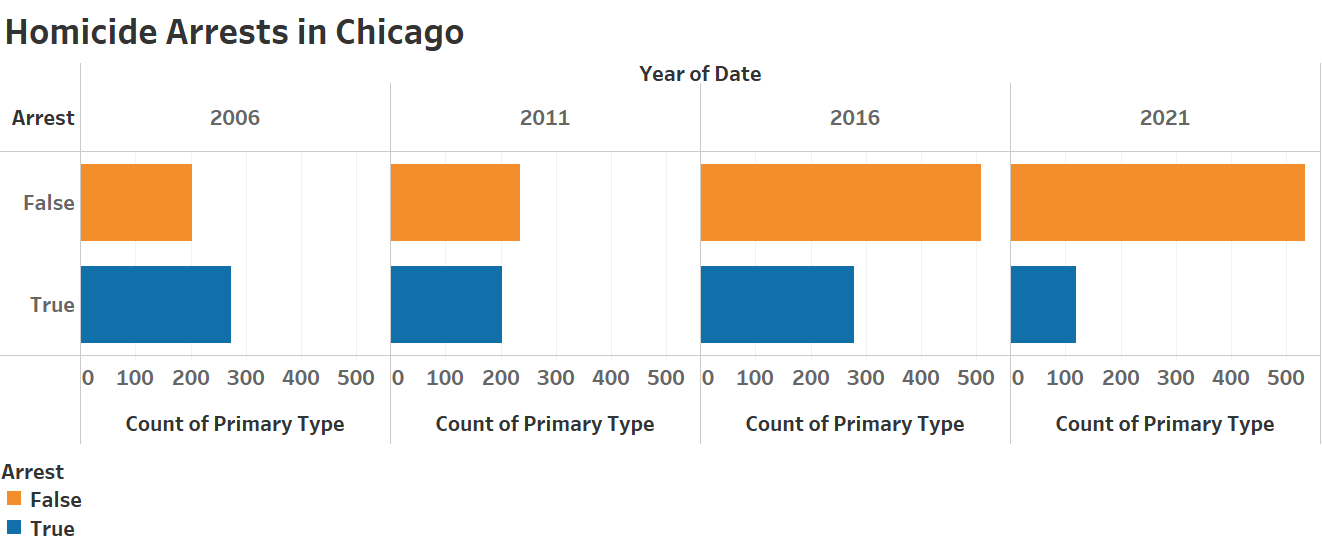 Homicide Arrests in Chicago
Year of Date
Arrest 2006 2011 2016 2021
False
True
0 100 200 300 400 500 0 100 200 300 400 500 0 100 200 300 400 500 0 100 200 300 400 500
Count of Primary Type Count of Primary Type Count of Primary Type Count of Primary Type
Arrest
False
True